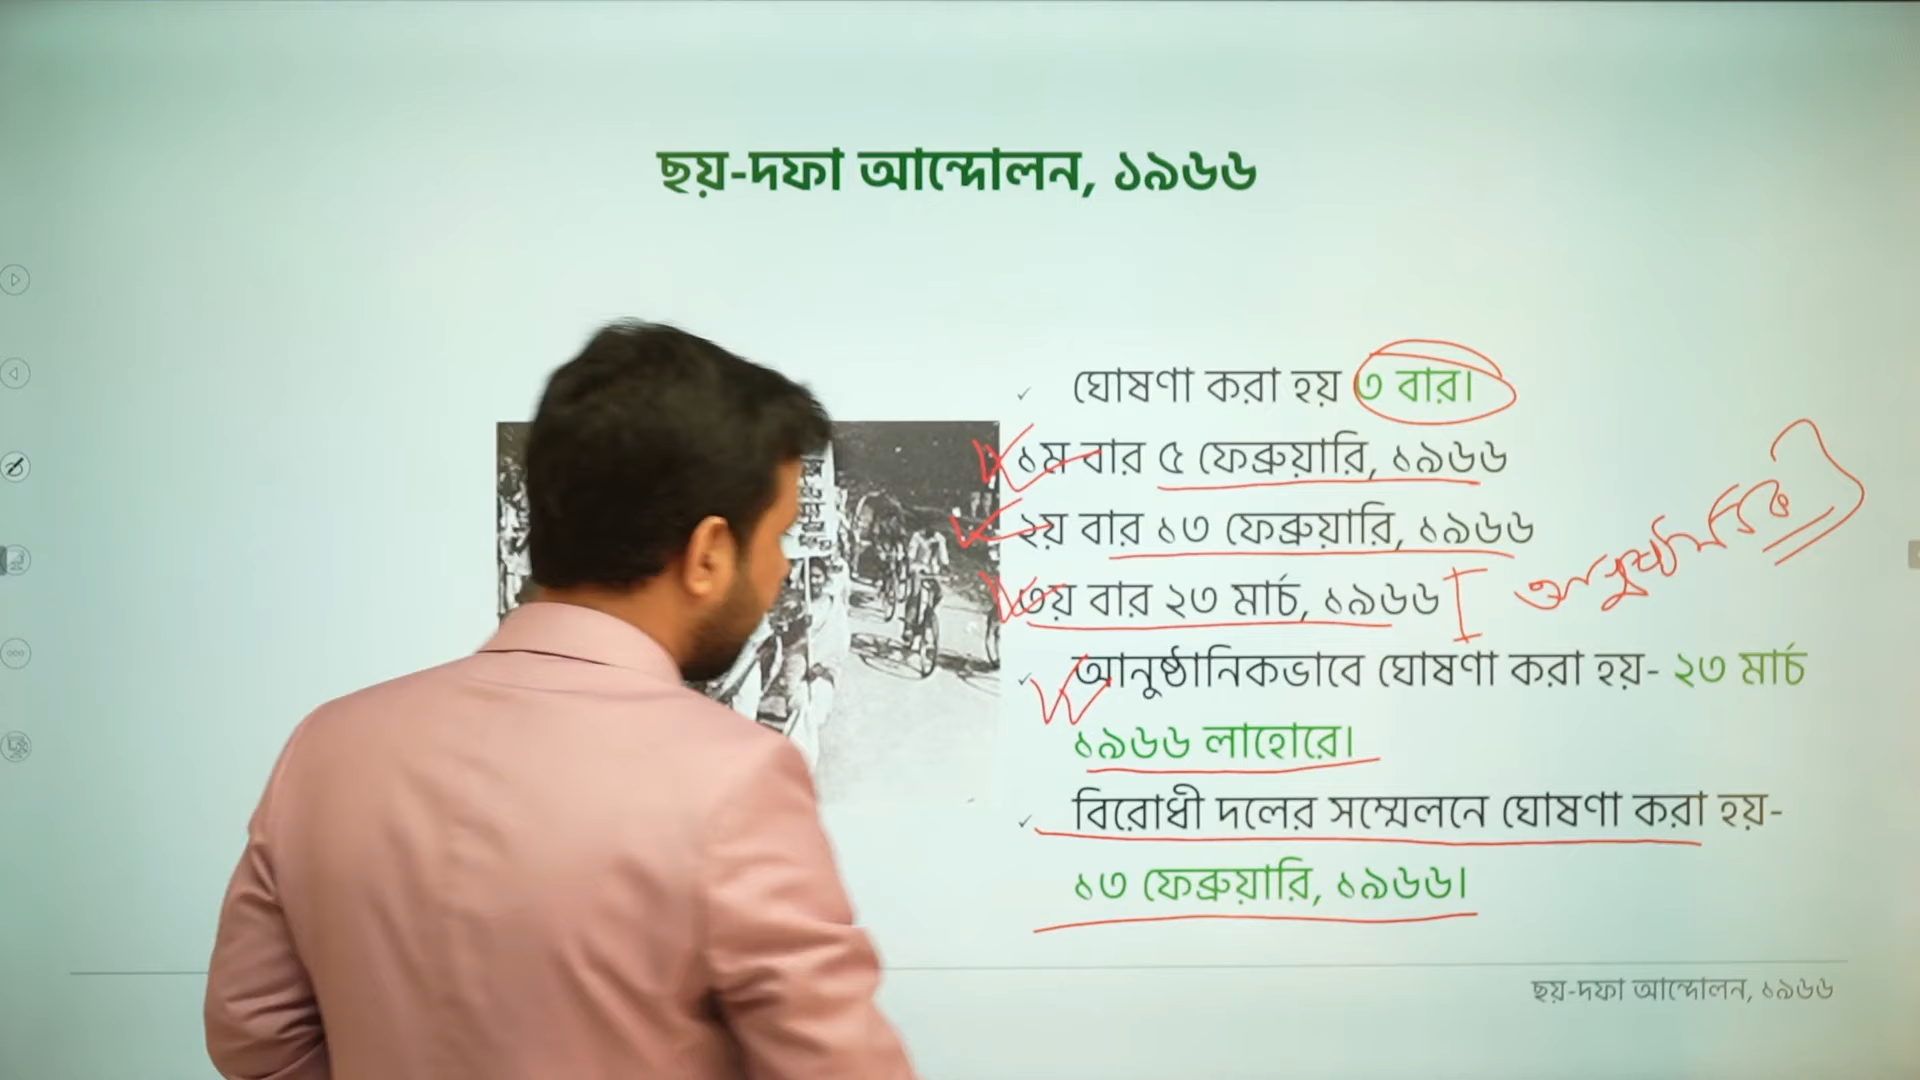 ছয়-দফা আন্দোলন, ১৯৬৬
ঘোষণা করা হয় ৩ বার।
১ম বার ৫ ফেব্রুয়ারি, ১৯৬৬
২য় বার ১৩ ফেব্রুয়ারি, ১৯৬৬
৩য় বার ২৩ মার্চ, ১৯৬৬
আনুষ্ঠানিক
আনুষ্ঠানিকভাবে ঘোষণা করা হয়- ২৩ মার্চ
১৯৬৬ লাহোরে।
বিরোধী দলের সম্মেলনে ঘোষণা করা হয়-
১৩ ফেব্রুয়ারি, ১৯৬৬।
ছয়-দফা আন্দোলন, ১৯৬৬